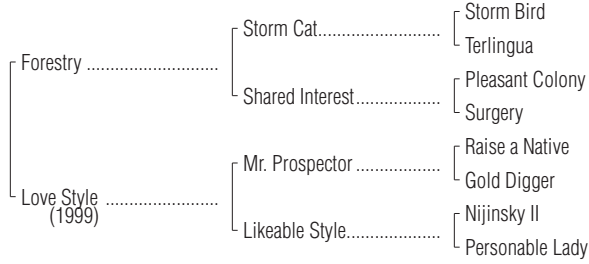 Storm Bird
Storm Cat..............................
Terlingua
Forestry .................................
Pleasant Colony
Shared Interest.....................
Surgery
Raise a Native
Mr. Prospector .....................
Gold Digger
Love Style ............................
(1999)
Nijinsky II
Likeable Style.......................
Personable Lady